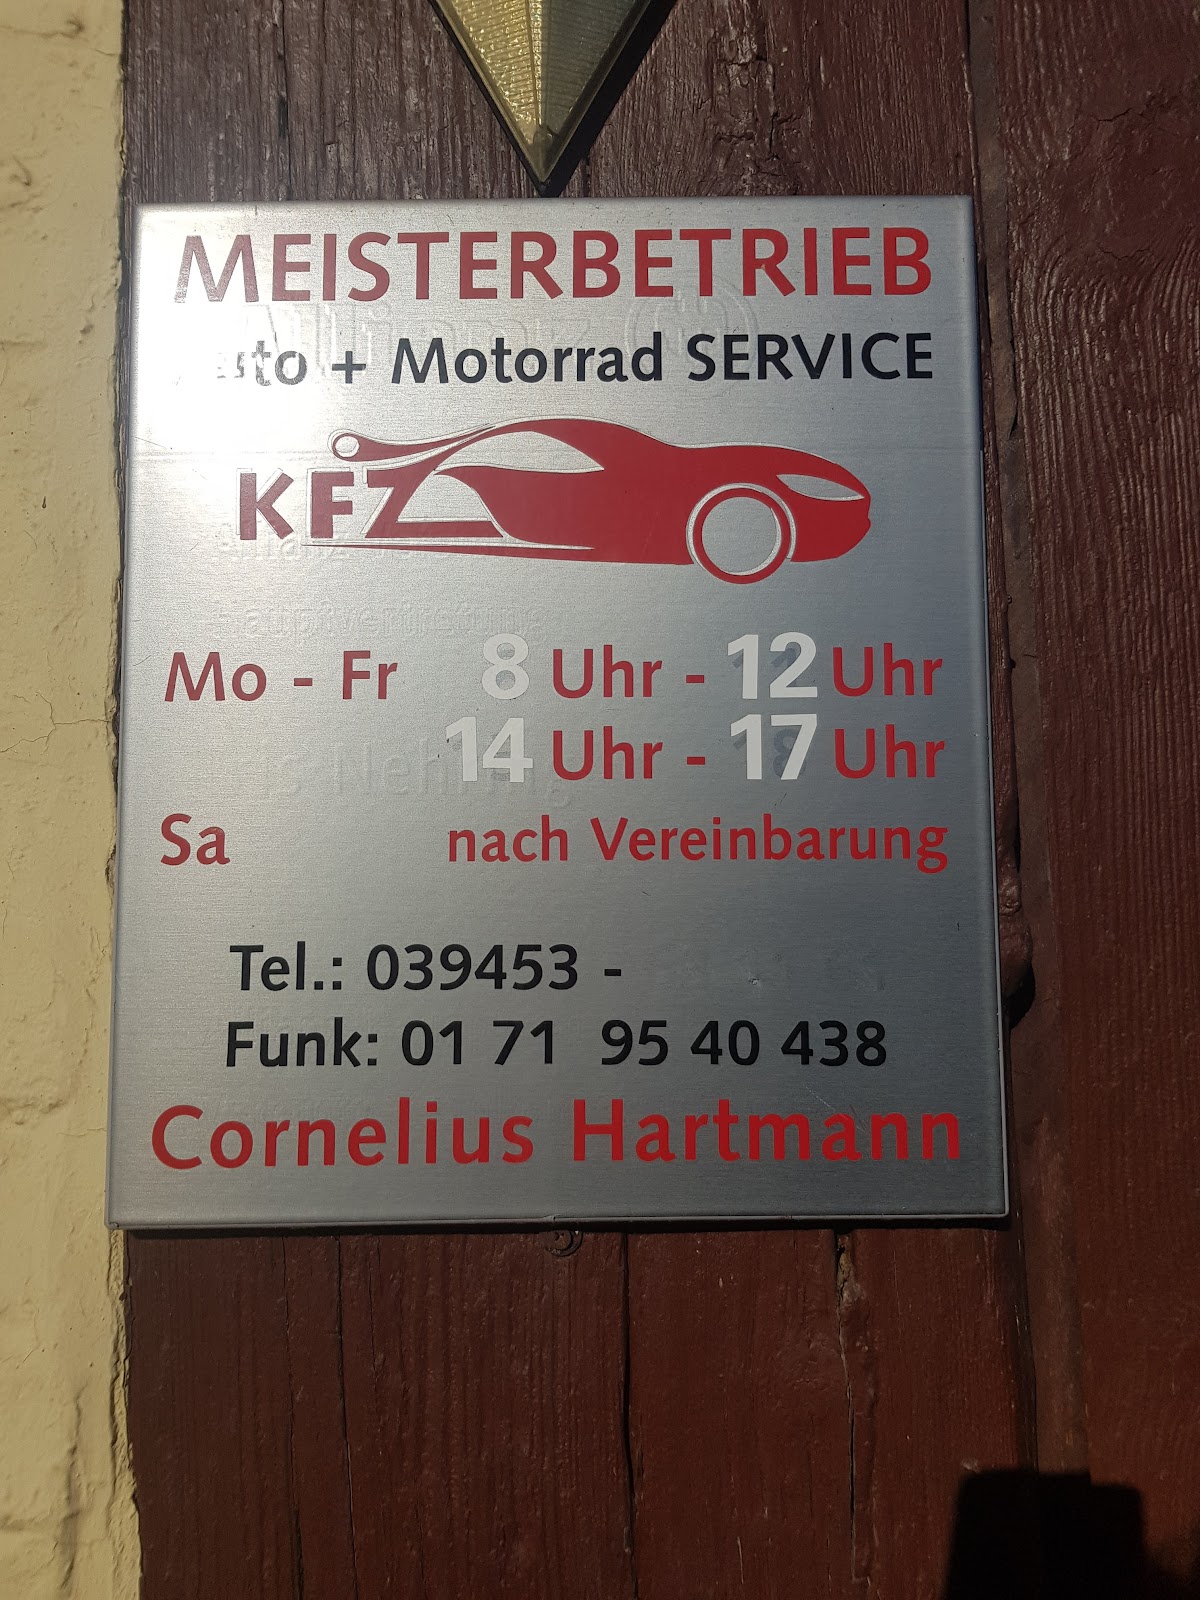 MEISTERBETRIEB
Auto + Motorrad SERVICE
KFZ
Mo - Fr 8 Uhr - 12 Uhr
14 Uhr - 17 Uhr
Sa nach Vereinbarung
Tel.: 039453 -
Funk: 01 71 95 40 438
Cornelius Hartmann